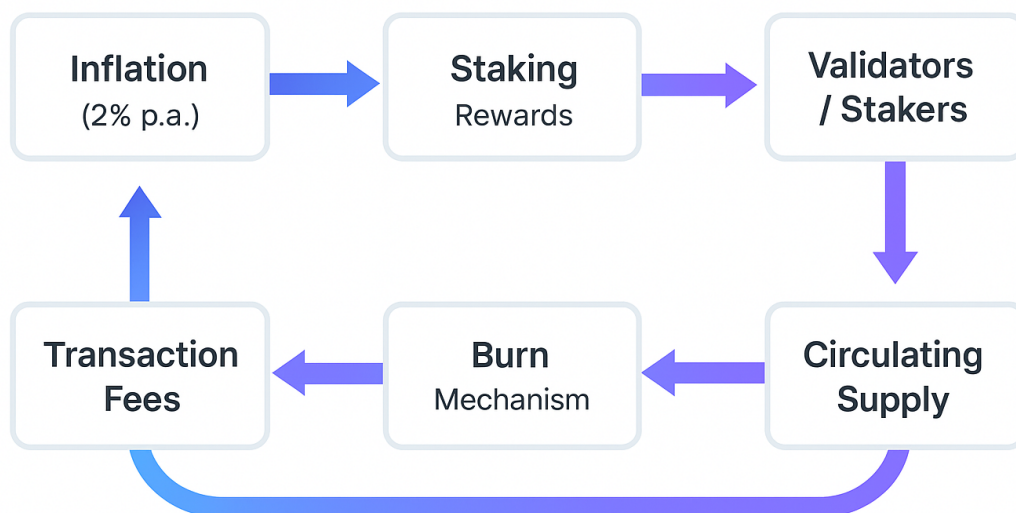 Inflation
(2% p.a.)
Staking
Rewards
Validators
/ Stakers
Transaction
Fees
Burn
Mechanism
Circulating
Supply